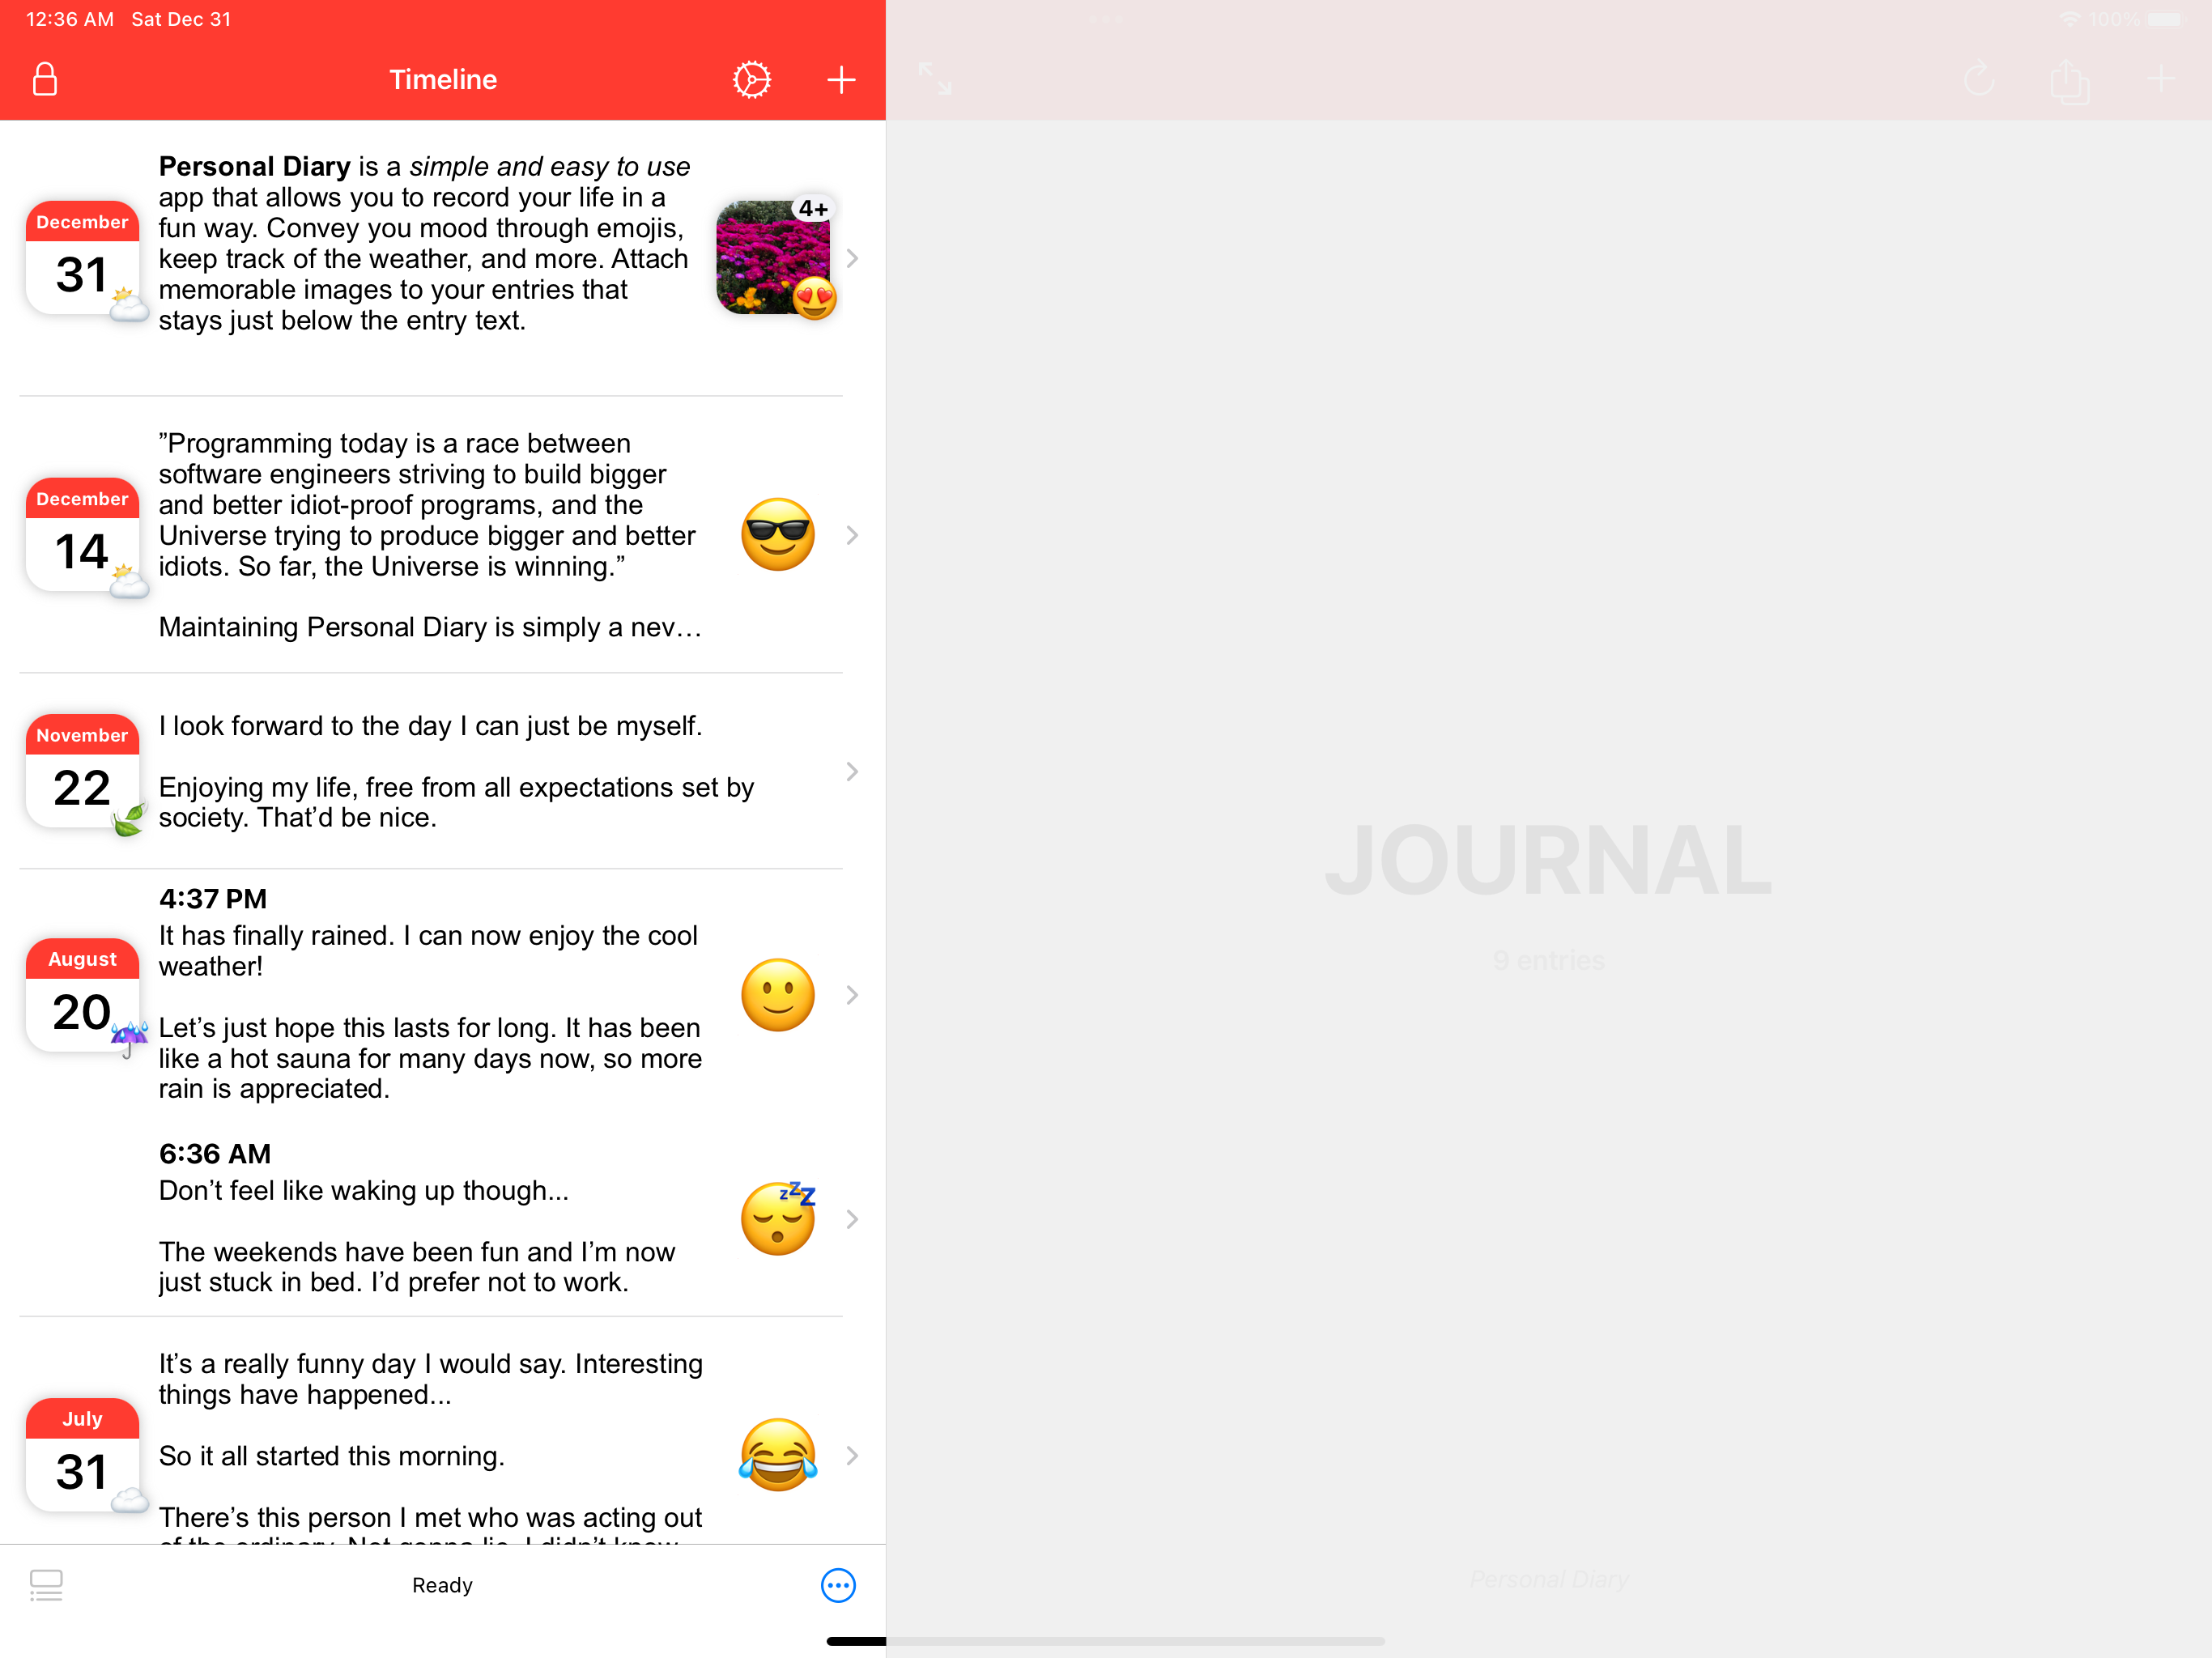 12:36 AM Sat Dec 31
100%
Timeline
December
31
Personal Diary is a simple and easy to use
app that allows you to record your life in a
fun way. Convey you mood through emojis,
keep track of the weather, and more. Attach
memorable images to your entries that
stays just below the entry text.
4+
December
14
”Programming today is a race between
software engineers striving to build bigger
and better idiot-proof programs, and the
Universe trying to produce bigger and better
idiots. So far, the Universe is winning.”
Maintaining Personal Diary is simply a nev…
November
22
I look forward to the day I can just be myself.
Enjoying my life, free from all expectations set by
society. That’d be nice.
August
20
4:37 PM
It has finally rained. I can now enjoy the cool
weather!
Let’s just hope this lasts for long. It has been
like a hot sauna for many days now, so more
rain is appreciated.
6:36 AM
Don’t feel like waking up though...
The weekends have been fun and I’m now
just stuck in bed. I’d prefer not to work.
July
31
It’s a really funny day I would say. Interesting
things have happened...
So it all started this morning.
There’s this person I met who was acting out
of the ordinary. Not gonna lie, I didn’t know
Ready
JOURNAL
9 entries
Personal Diary